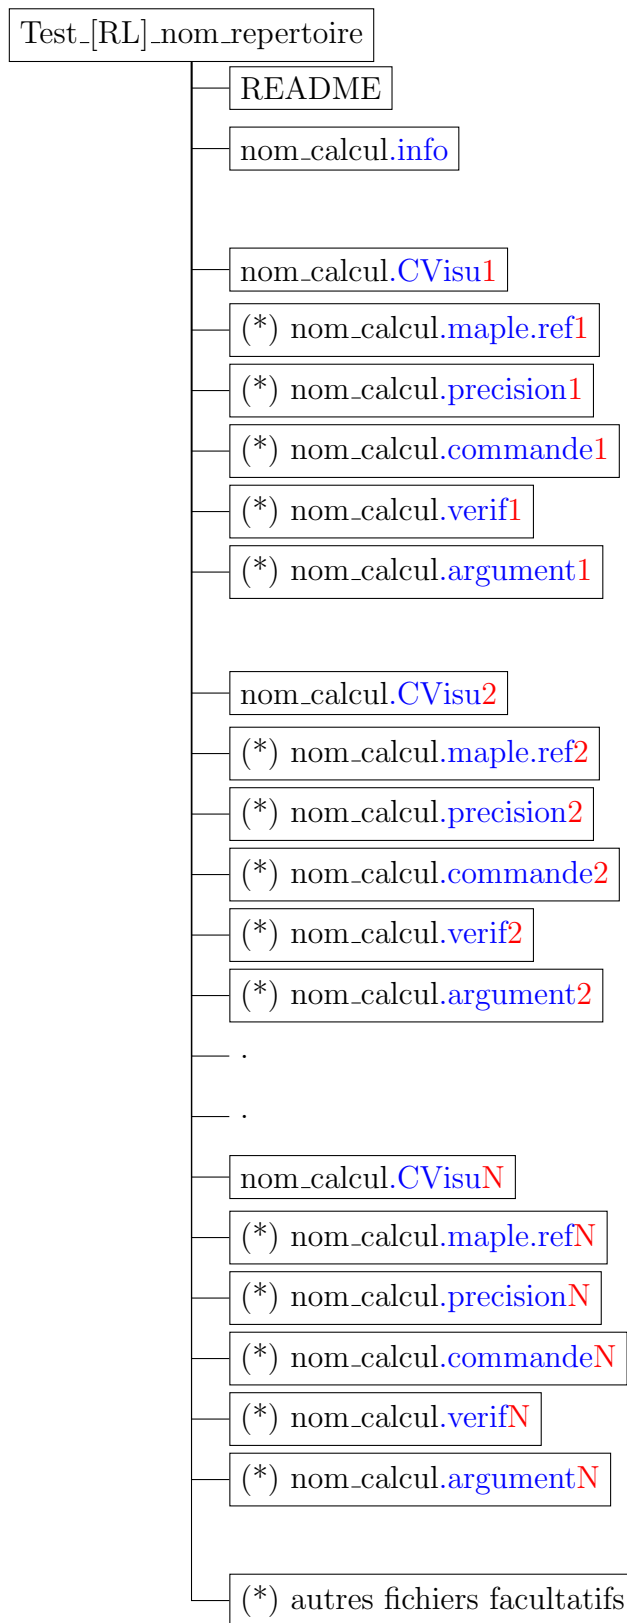 Test_[RL]_nom_repertoire
README
nom_calcul.info
nom_calcul.CVisu1
(*) nom_calcul.maple.ref1
(*) nom_calcul.precision1
(*) nom_calcul.commande1
(*) nom_calcul.verif1
(*) nom_calcul.argument1
nom_calcul.CVisu2
(*) nom_calcul.maple.ref2
(*) nom_calcul.precision2
(*) nom_calcul.commande2
(*) nom_calcul.verif2
(*) nom_calcul.argument2
.
.
nom_calcul.CVisuN
(*) nom_calcul.maple.refN
(*) nom_calcul.precisionN
(*) nom_calcul.commandeN
(*) nom_calcul.verifN
(*) nom_calcul.argumentN
(*) autres fichiers facultatifs